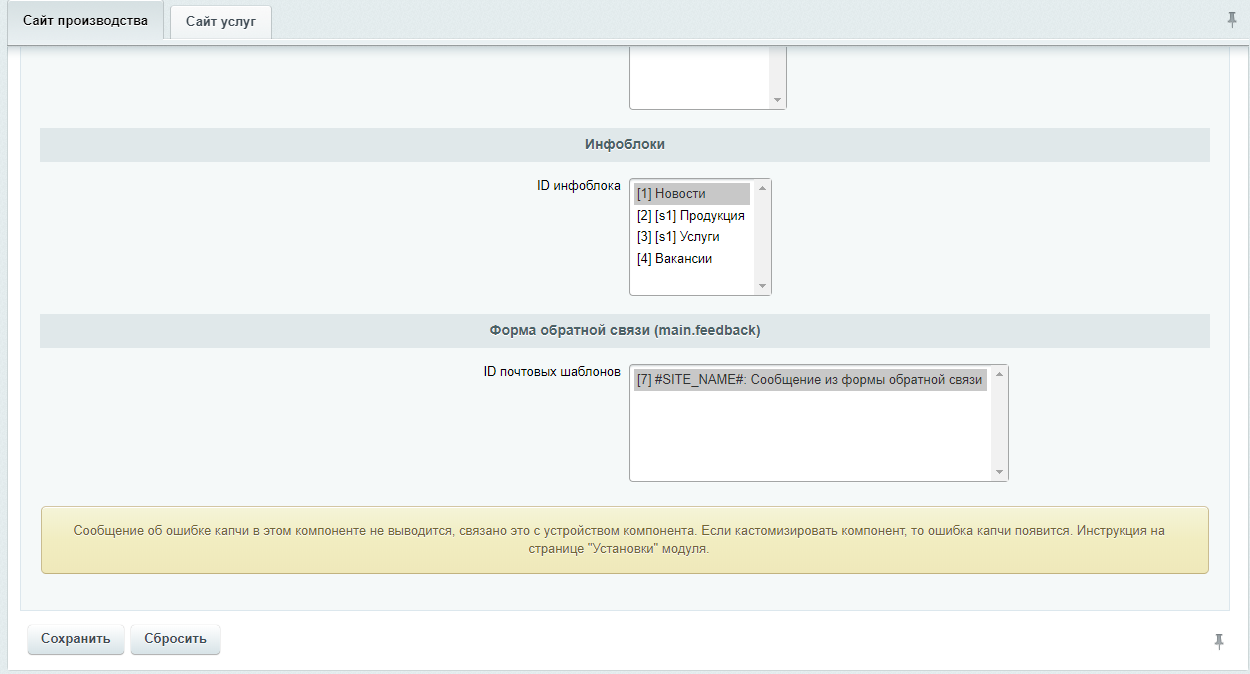 Сайт производства
Сайт услуг
Инфоблоки
ID инфоблока
[1] Новости
[2] [s1] Продукция
[3] [s1] Услуги
[4] Вакансии
Форма обратной связи (main.feedback)
ID почтовых шаблонов
[7] #SITE_NAME#: Сообщение из формы обратной связи
Сообщение об ошибке капчи в этом компоненте не выводится, связано это с устройством компонента. Если кастомизировать компонент, то ошибка капчи появится. Инструкция на
странице "Установки" модуля.
Сохранить
Сбросить